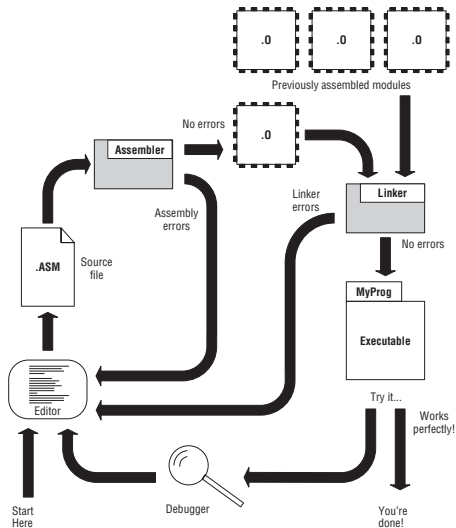 .O
.O
.O
Previously assembled modules
No errors
.O
Assembler
Linker
Assembly
errors
Linker
errors
No errors
.ASM
Source
file
MyProg
Executable
Editor
Try it...
Works
perfectly!
Start
Here
Debugger
You're
done!